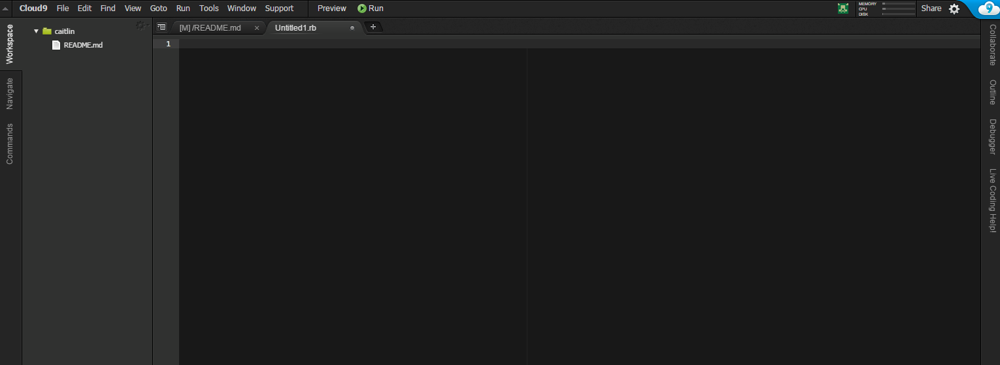 Cloud9 File Edit Find View Goto Run Tools Window Support Preview Run MEMORY CPU DISK Share 9
Workspace
Navigate
Commands
caitlin
README.md
[M] /README.md × Untitled1.rb +
1
Collaborate
Outline
Debugger
Live Coding Help!